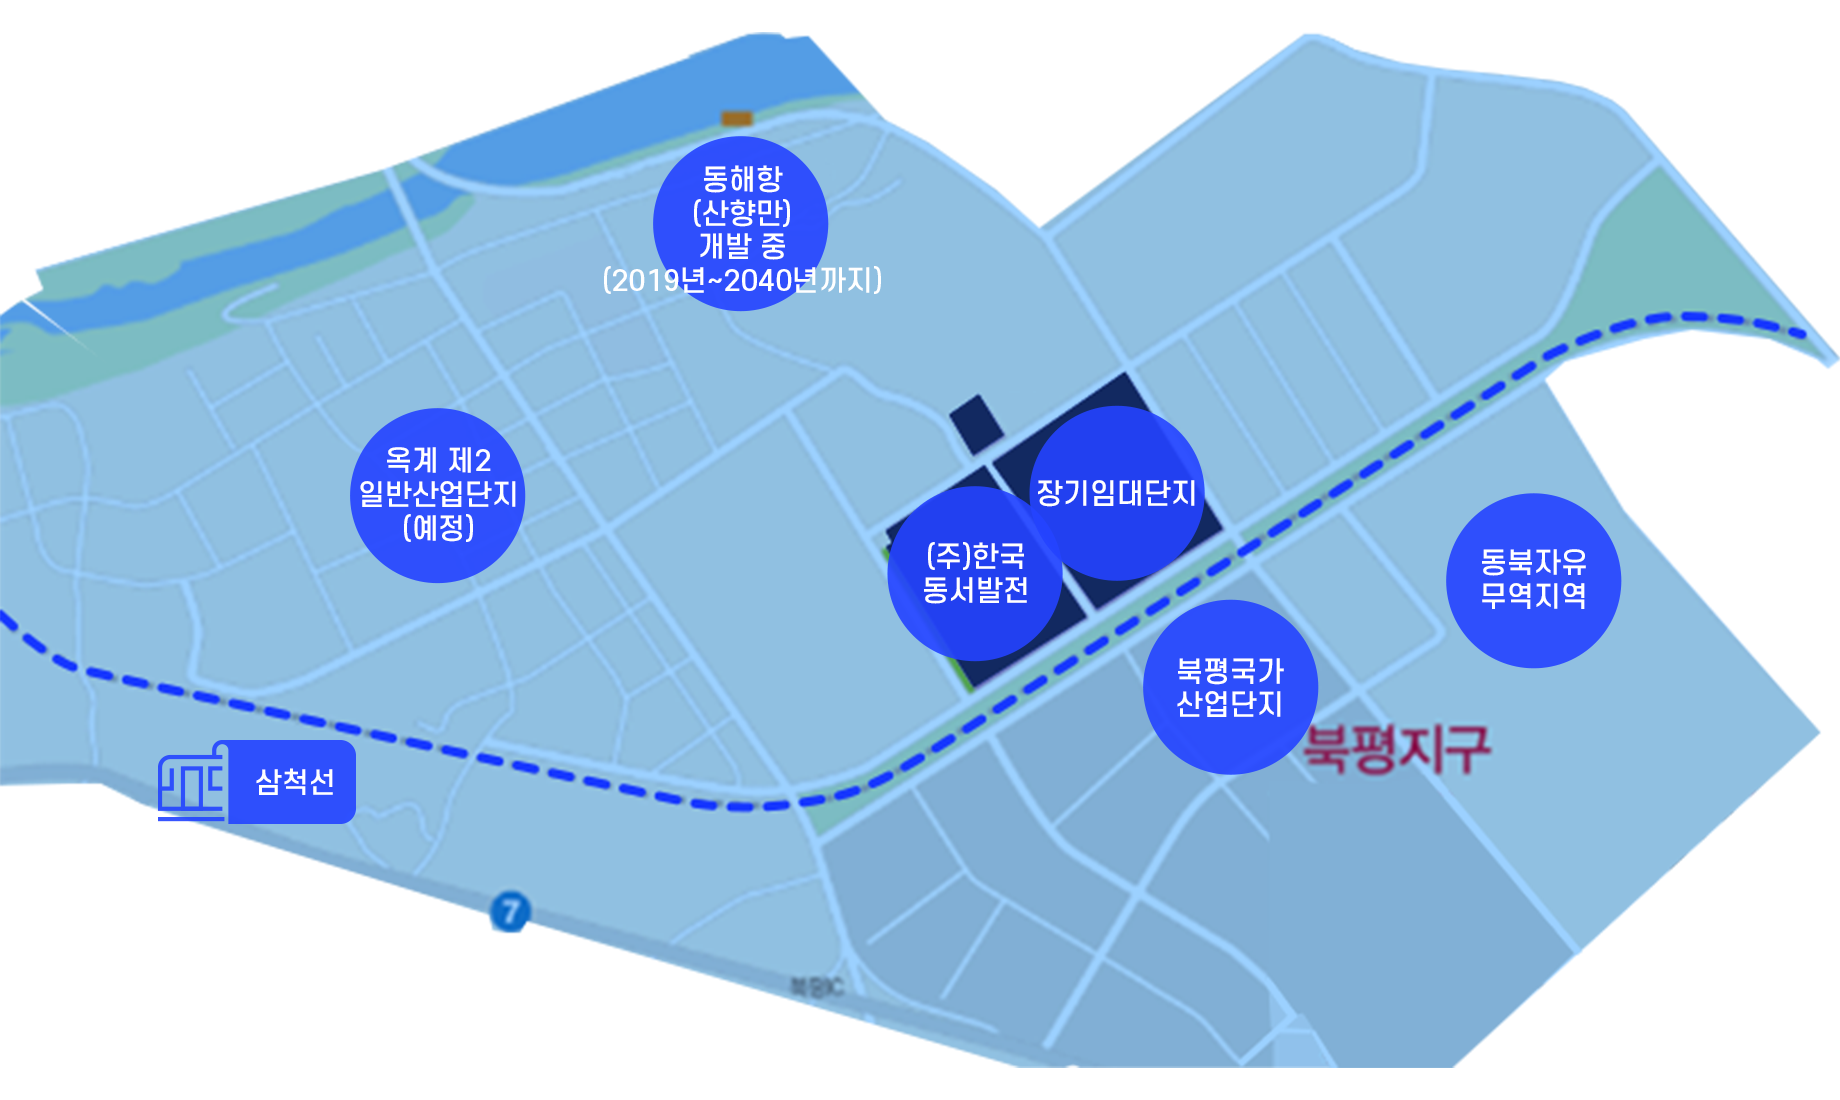 동해항
(산향만)
개발 중
(2019년~2040년까지)
옥계 제2
일반산업단지
(예정)
장기임대단지
(주)한국
동서발전
동북자유
무역지역
북평국가
산업단지
북평지구
삼척선
7
북평IC